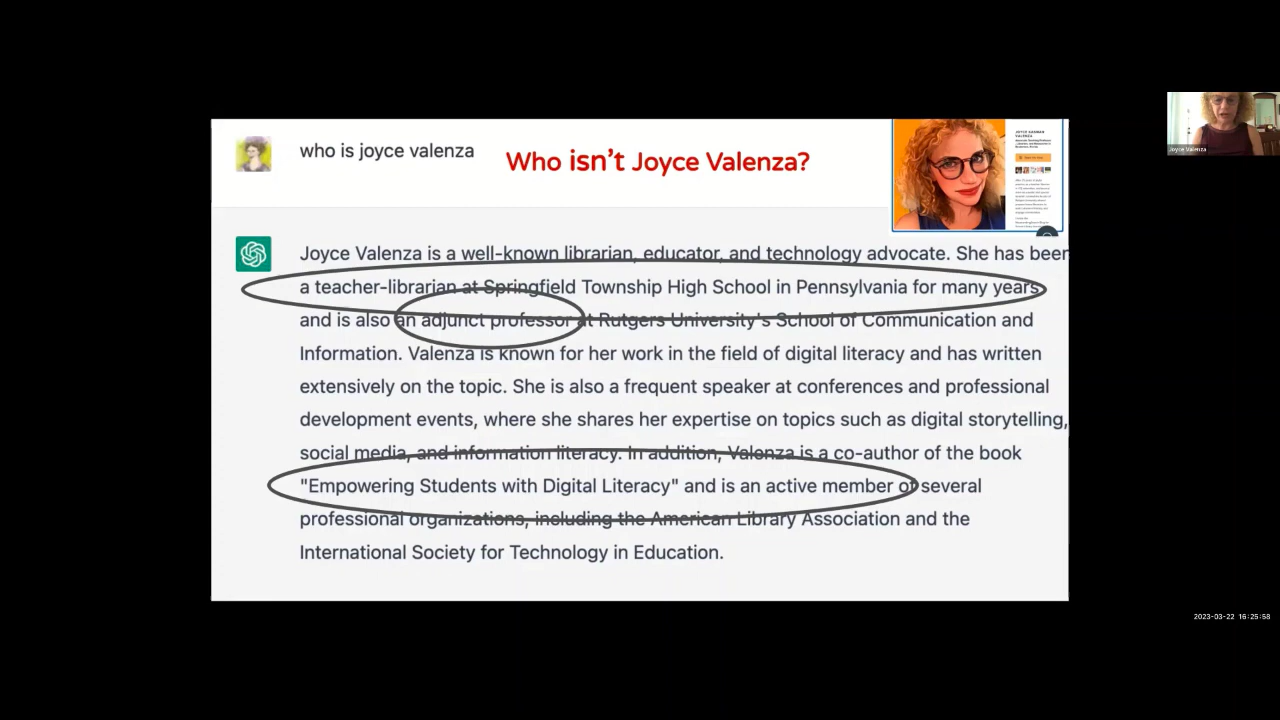 who is joyce valenza
Who isn't Joyce Valenza?
JOYCE KASMAN
VALENZA
Joyce Valenza is a well-known librarian, educator, and technology advocate. She has been
a teacher-librarian at Springfield Township High School in Pennsylvania for many years
and is also an adjunct professor at Rutgers University's School of Communication and
Information. Valenza is known for her work in the field of digital literacy and has written
extensively on the topic. She is also a frequent speaker at conferences and professional
development events, where she shares her expertise on topics such as digital storytelling,
social media, and information literacy. In addition, Valenza is a co-author of the book
"Empowering Students with Digital Literacy" and is an active member of several
professional organizations, including the American Library Association and the
International Society for Technology in Education.
Joyce Valenza
2023-03-22 16:25:58